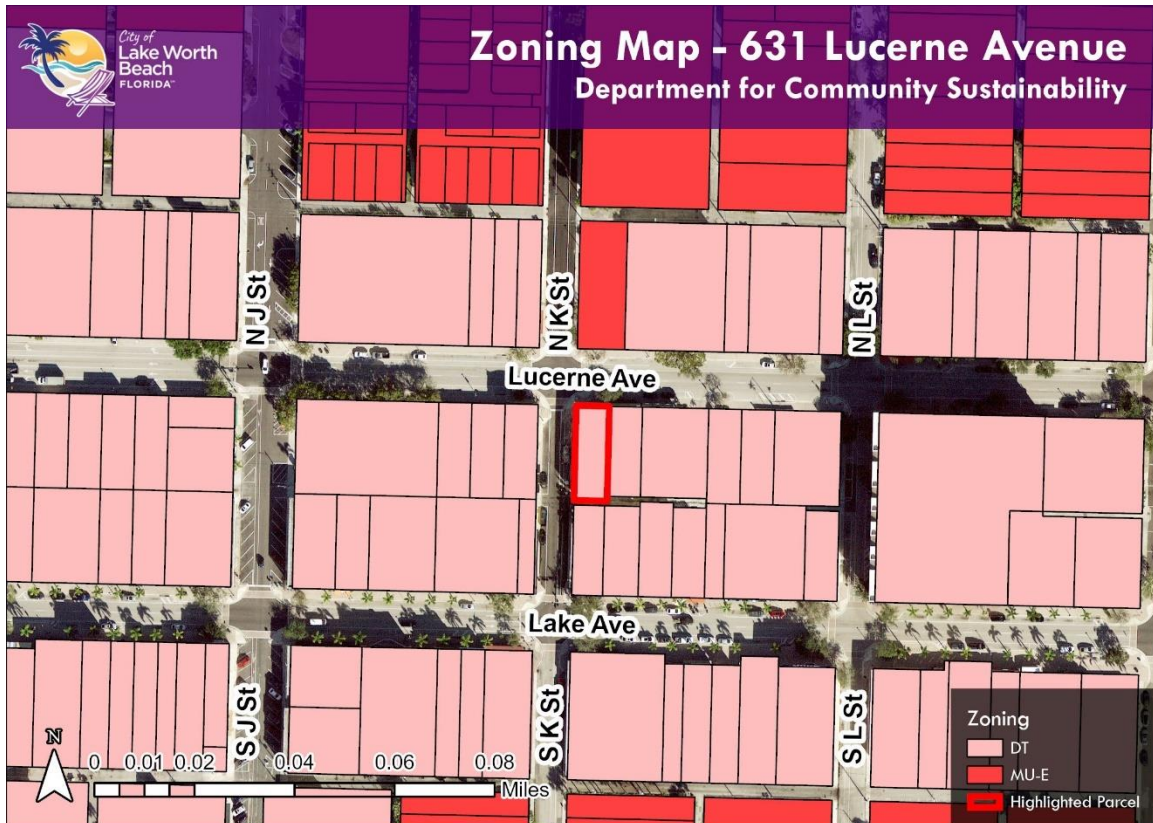 City of
Lake Worth
Beach
FLORIDA™
Zoning Map - 631 Lucerne Avenue
Department for Community Sustainability
N J St
N K St
N L St
Lucerne Ave
Lake Ave
S J St
S K St
S L St
N
0 0.01 0.02 0.04 0.06 0.08
Miles
Zoning
DT
MU-E
Highlighted Parcel